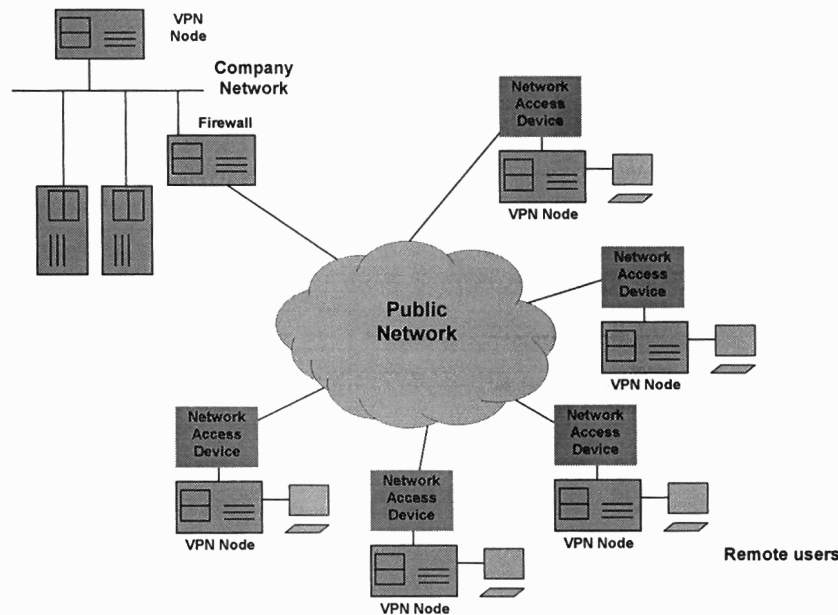 VPN
Node
Company
Network
Firewall
Network
Access
Device
VPN Node
Public
Network
Network
Access
Device
VPN Node
Network
Access
Device
VPN Node
Network
Access
Device
VPN Node
Network
Access
Device
VPN Node
Remote users